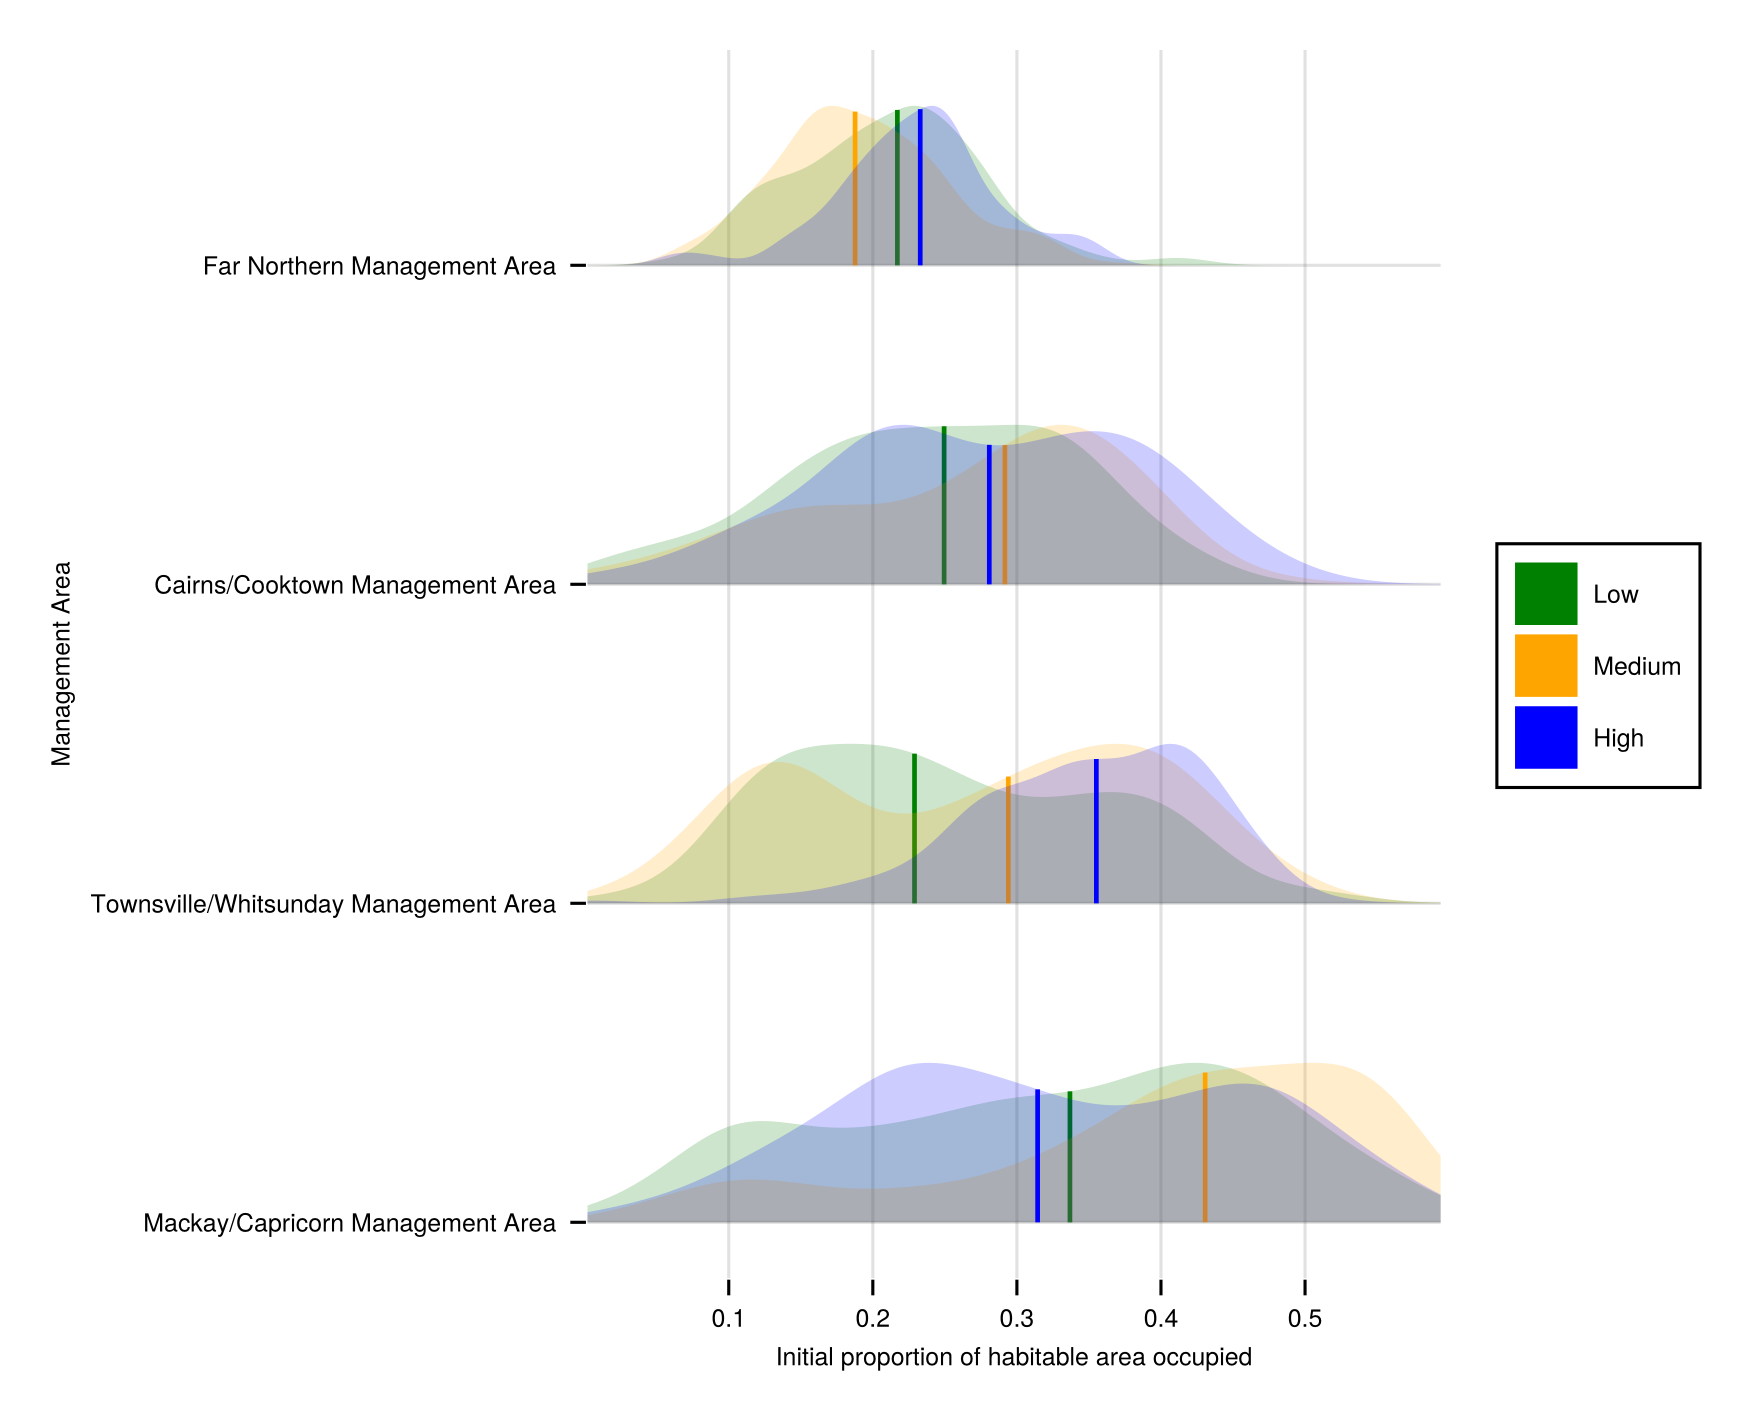 Far Northern Management Area
Cairns/Cooktown Management Area
Townsville/Whitsunday Management Area
Mackay/Capricorn Management Area
Management Area
0.1 0.2 0.3 0.4 0.5
Initial proportion of habitable area occupied
Low
Medium
High